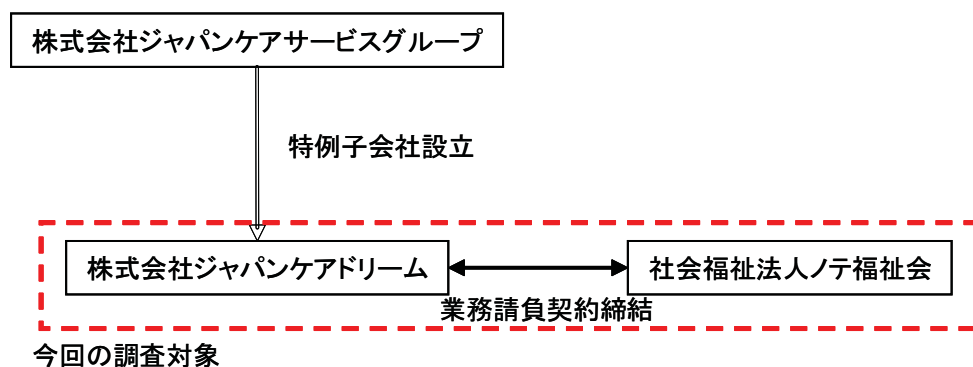 株式会社ジャパンケアサービスグループ
特例子会社設立
株式会社ジャパンケアドリーム
社会福祉法人ノテ福祉会
業務請負契約締結
今回の調査対象